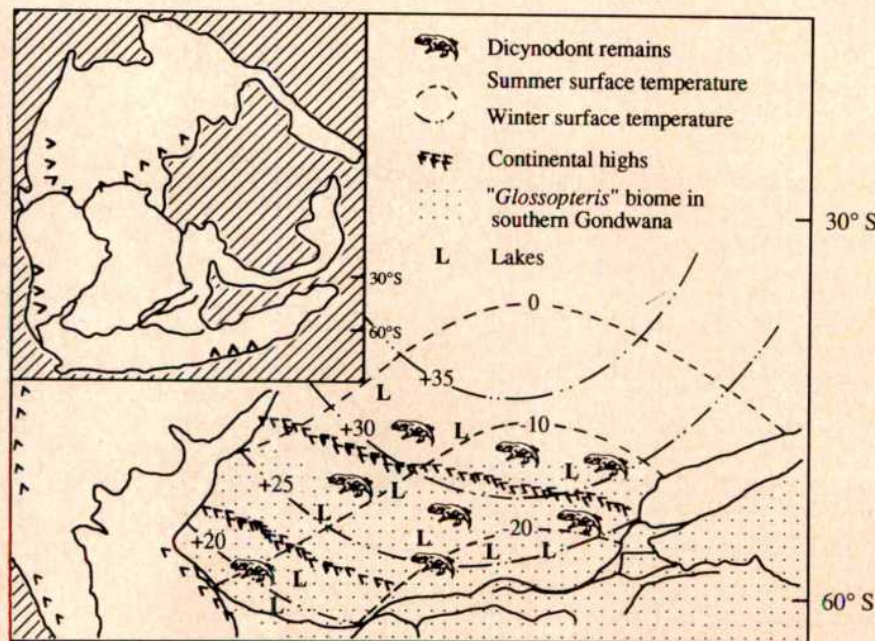 Dicynodont remains
Summer surface temperature
Winter surface temperature
Continental highs
"Glossopteris" biome in
southern Gondwana
L Lakes
30° S
30°S
60°S
0
+35
L
-10
+30
L
L
+25
L
L
L
20
+20
L
L
L
L
L
60° S